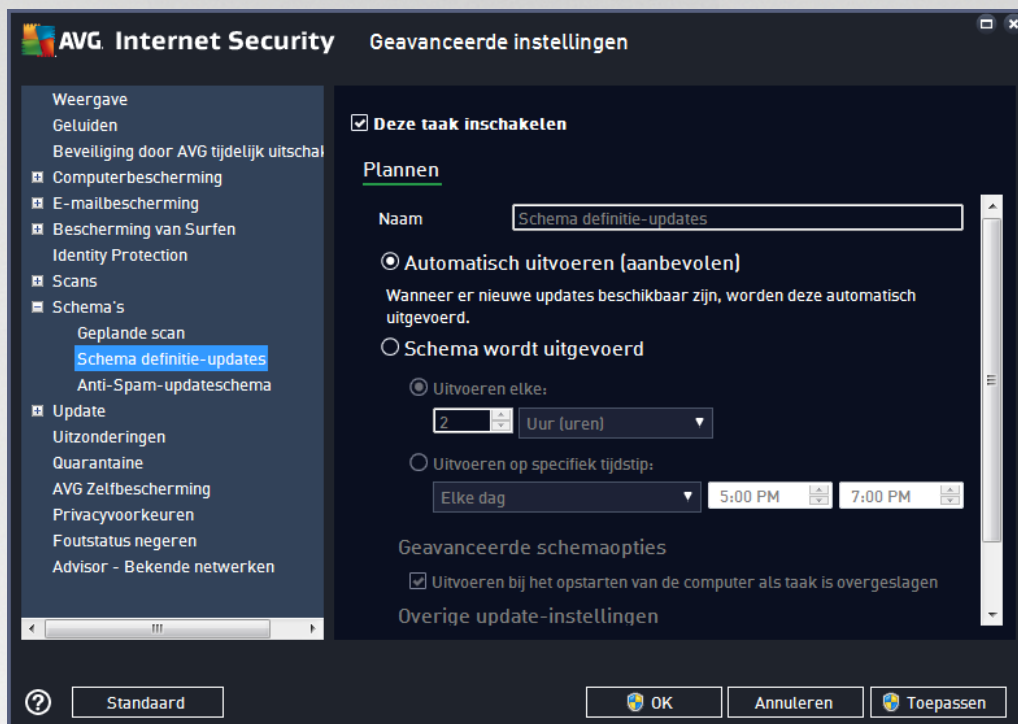 AVG. Internet Security
Geavanceerde instellingen
Weergave
Geluiden
Beveiliging door AVG tijdelijk uitschal
Computerbescherming
E-mailbescherming
Bescherming van Surfen
Identity Protection
Scans
Schema's
Geplande scan
Schema definitie-updates
Anti-Spam-updateschema
Update
Uitzonderingen
Quarantaine
AVG Zelfbescherming
Privacyvoorkeuren
Foutstatus negeren
Advisor - Bekende netwerken
Deze taak inschakelen
Plannen
Naam
Schema definitie-updates
Automatisch uitvoeren (aanbevolen)
Wanneer er nieuwe updates beschikbaar zijn, worden deze automatisch
uitgevoerd.
Schema wordt uitgevoerd
Uitvoeren elke:
2 Uur (uren)
Uitvoeren op specifiek tijdstip:
Elke dag 5:00 PM 7:00 PM
Geavanceerde schemaopties
Uitvoeren bij het opstarten van de computer als taak is overgeslagen
Overige update-instellingen
? Standaard OK Annuleren Toepassen